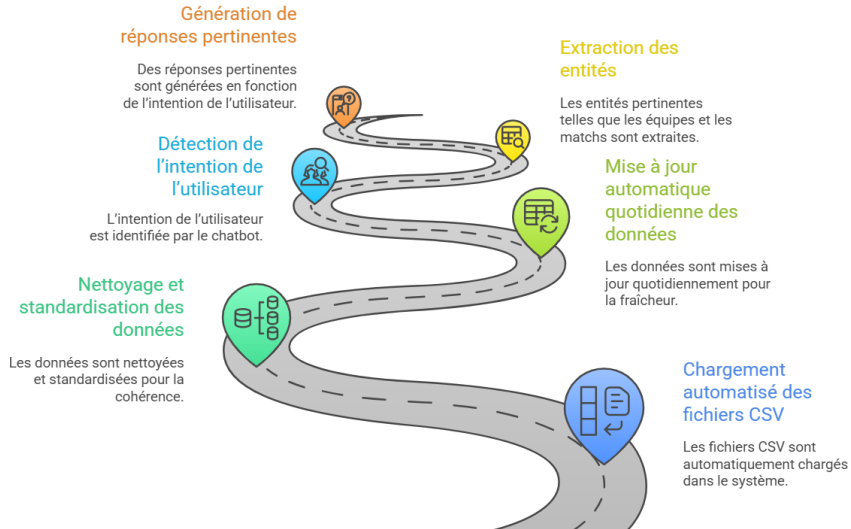 Génération de
réponses pertinentes
Des réponses pertinentes
sont générées en fonction
de l'intention de l'utilisateur.
Extraction des
entités
Les entités pertinentes
telles que les équipes et les
matchs sont extraites.
Détection de
l'intention de
l'utilisateur
L'intention de l'utilisateur
est identifiée par le chatbot.
Mise à jour
automatique
quotidienne des
données
Les données sont mises à
jour quotidiennement pour
la fraîcheur.
Nettoyage et
standardisation des
données
Les données sont nettoyées
et standardisées pour la
cohérence.
Chargement
automatisé des
fichiers CSV
Les fichiers CSV sont
automatiquement chargés
dans le système.